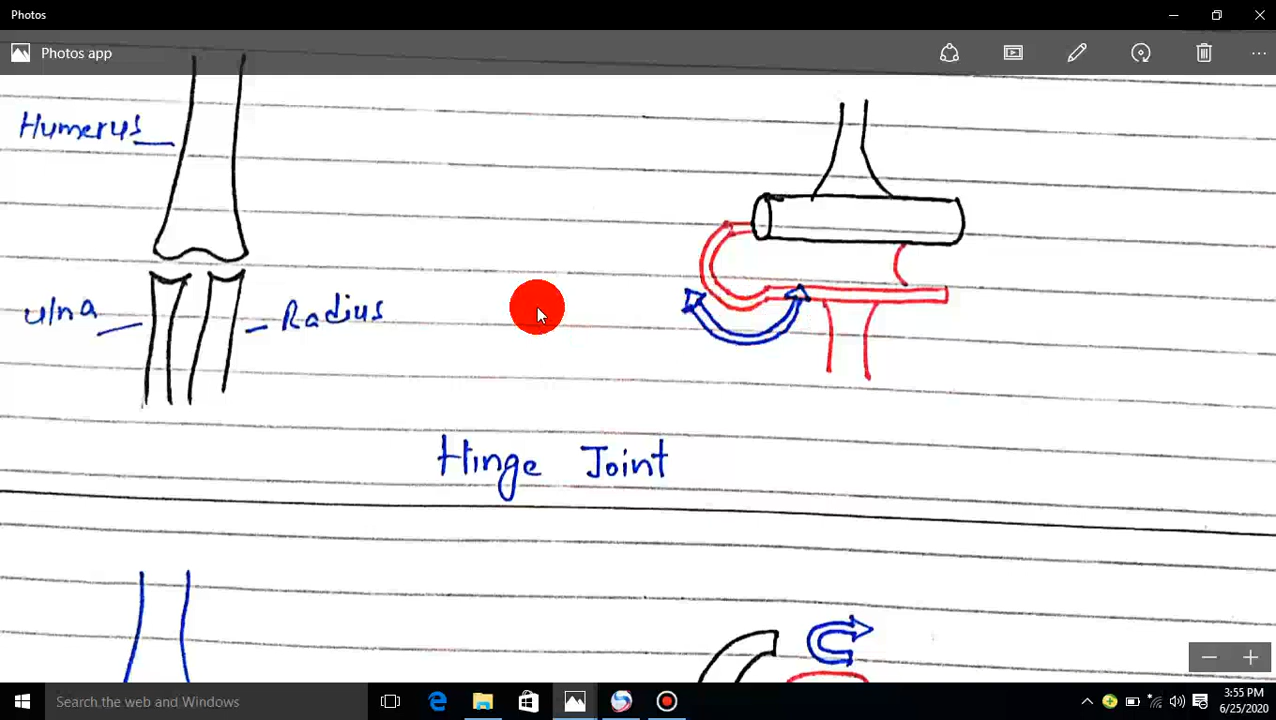 Photos
Photos app
Humerus
ulna
Radius
Hinge Joint
Search the web and Windows
3:55 PM
6/25/2020